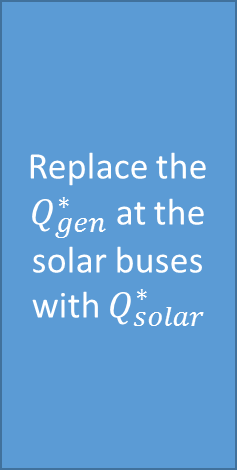 Replace the
Q*gen at the
solar buses
with Q*solar